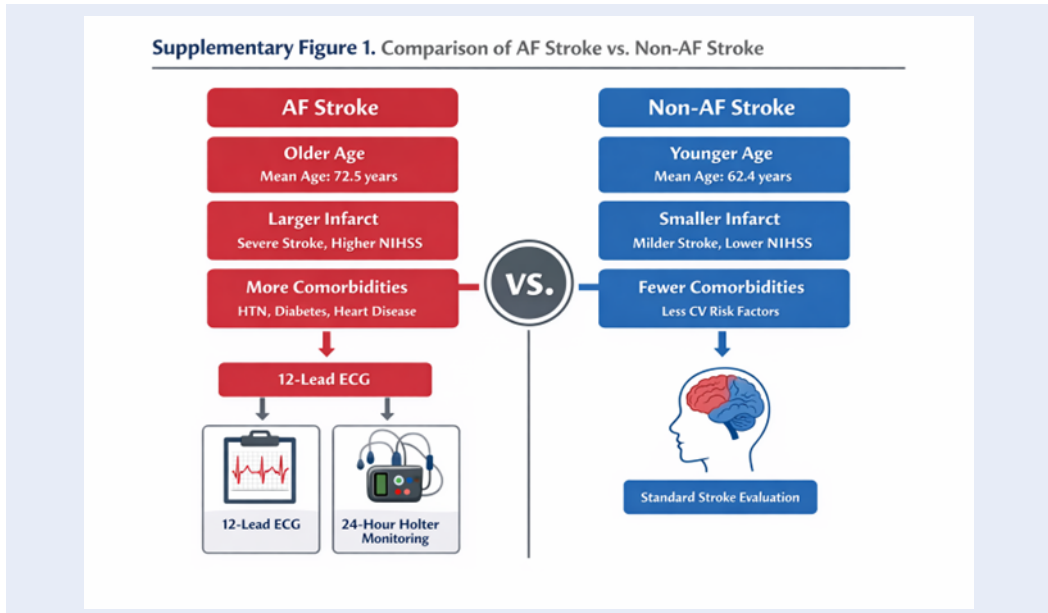 Supplementary Figure 1. Comparison of AF Stroke vs. Non-AF Stroke
AF Stroke
Older Age
Mean Age: 72.5 years
Larger Infarct
Severe Stroke, Higher NIHSS
More Comorbidities
HTN, Diabetes, Heart Disease
12-Lead ECG
12-Lead ECG
24-Hour Holter
Monitoring
VS.
Non-AF Stroke
Younger Age
Mean Age: 62.4 years
Smaller Infarct
Milder Stroke, Lower NIHSS
Fewer Comorbidities
Less CV Risk Factors
Standard Stroke Evaluation